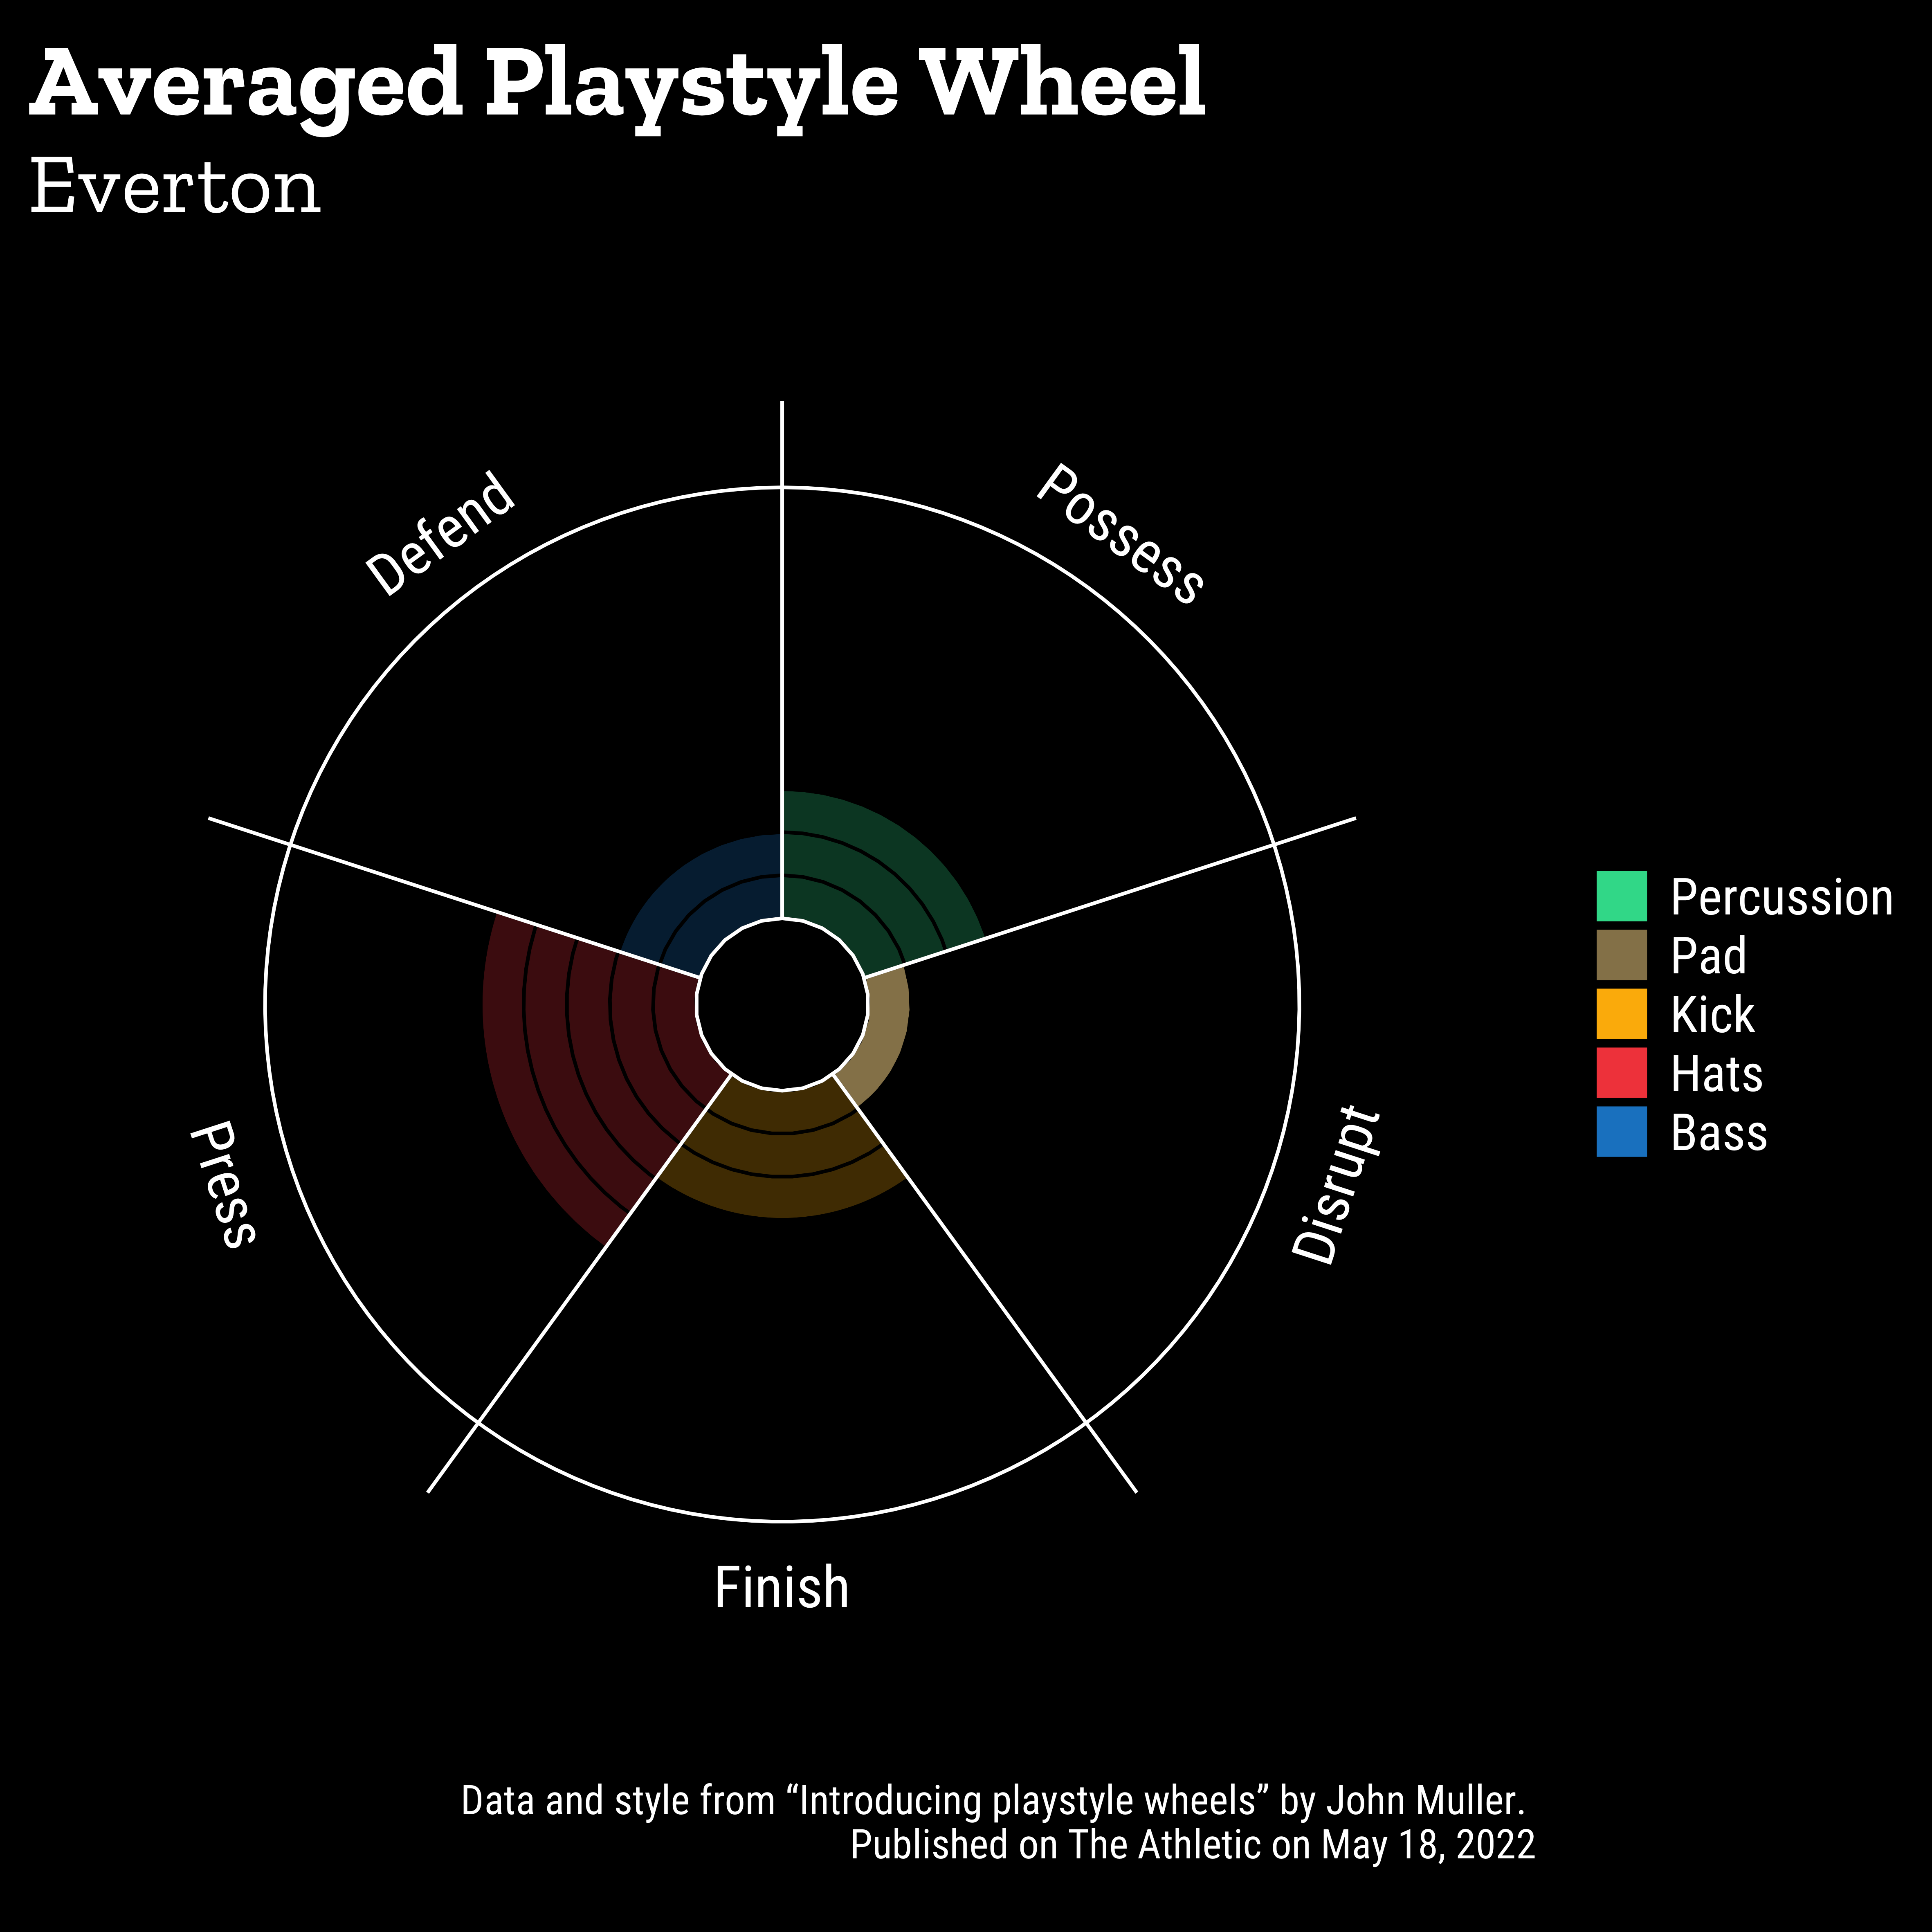 Averaged Playstyle Wheel
Everton
Defend
Possess
Percussion
Pad
Kick
Hats
Bass
Press
Disrupt
Finish
Data and style from “Introducing playstyle wheels” by John Muller.
Published on The Athletic on May 18, 2022